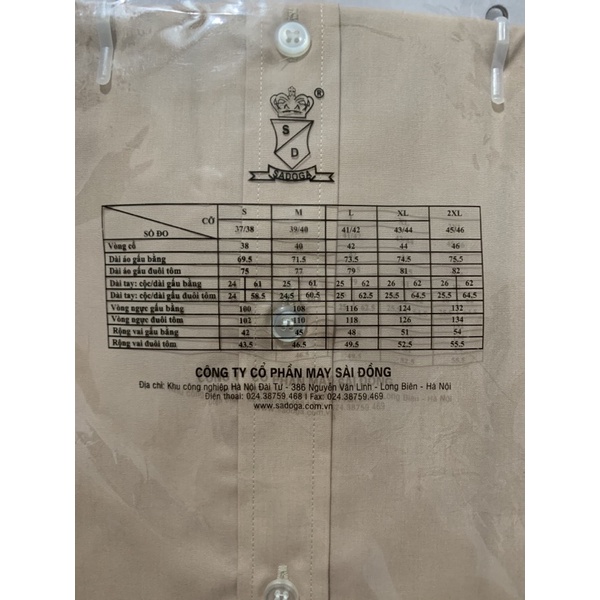 ®
S
D
SADOGA
CỠ S M L XL 2XL
SỐ ĐO 37/38 39/40 41/42 43/44 45/46
Vòng cổ 38 40 42 44 46
Dài áo gấu bằng 69.5 71.5 73.5 74.5 75.5
Dài áo gấu đuôi tôm 75 77 79 81 82
Dài tay: cộc/dài gấu bằng 24 61 25 61 25 62 26 62 26 62
Dài tay: cộc/dài gấu đuôi tôm 24 58.5 24.5 60.5 25 62.5 25 64.5 25 64.5
Vòng ngực gấu bằng 100 108 116 124 132
Vòng ngực đuôi tôm 102 110 118 126 134
Rộng vai gấu bằng 42 45 48 51 54
Rộng vai đuôi tôm 43.5 46.5 49.5 52.5 55.5
CÔNG TY CỔ PHẦN MAY SÀI ĐỒNG
Địa chỉ: Khu công nghiệp Hà Nội Đài Tư - 386 Nguyễn Văn Linh - Long Biên - Hà Nội
Điện thoại: 024.38759.468 I Fax: 024.38759.469
www.sadoga.com.vn